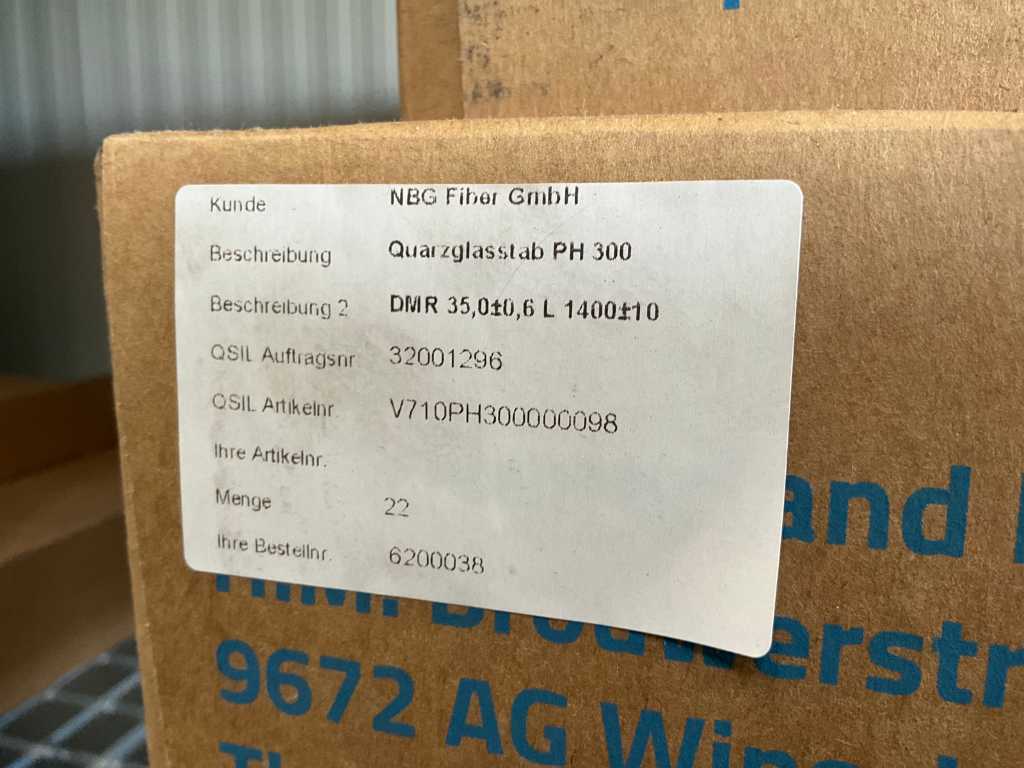 Kunde NBG Fiber GmbH
Beschreibung Quarzglasstab PH 300
Beschreibung 2 DMR 35,0±0,6 L 1400±10
QSIL Auftragsnr 32001296
QSIL Artikelnr. V710PH300000098
Ihre Artikelnr.
Menge 22
Ihre Bestellnr. 6200038
and
9672 AG